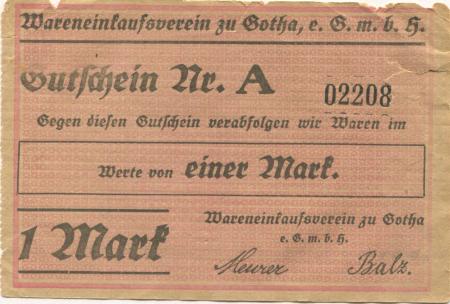 Wareneinkaufsverein zu Gotha, e. G. m. b. H.
Gutschein Nr. A 02208
Gegen diesen Gutschein verabfolgen wir Waren im
Werte von einer Mark.
1 Mark
Wareneinkaufsverein zu Gotha
e. G. m. b. H.
Meurer Balz.